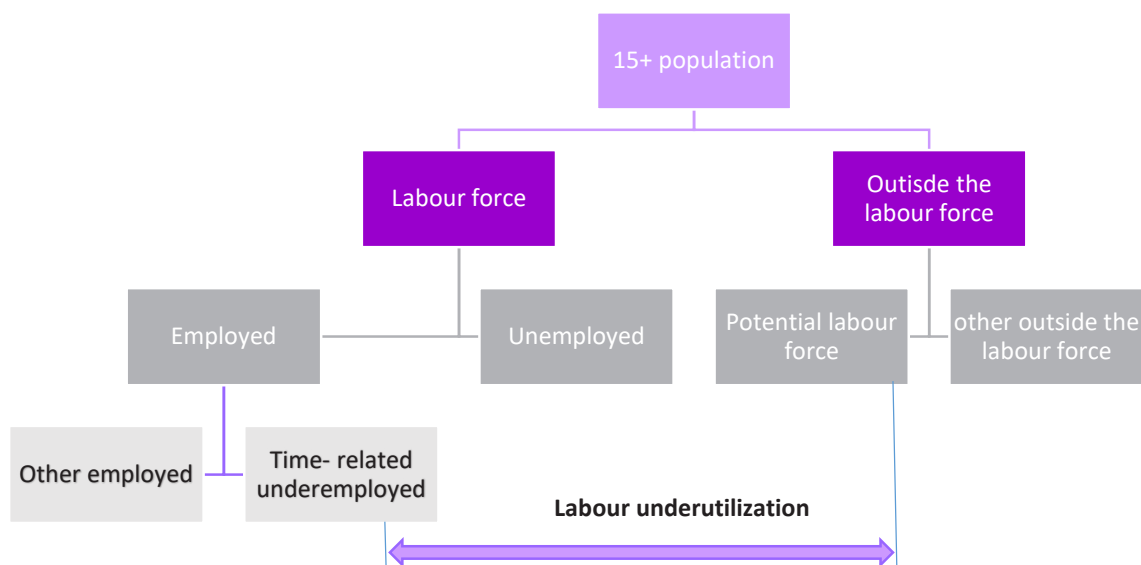 15+ population
Labour force
Outisde the
labour force
Employed
Unemployed
Potential labour
force
other outside the
labour force
Other employed
Time- related
underemployed
Labour underutilization